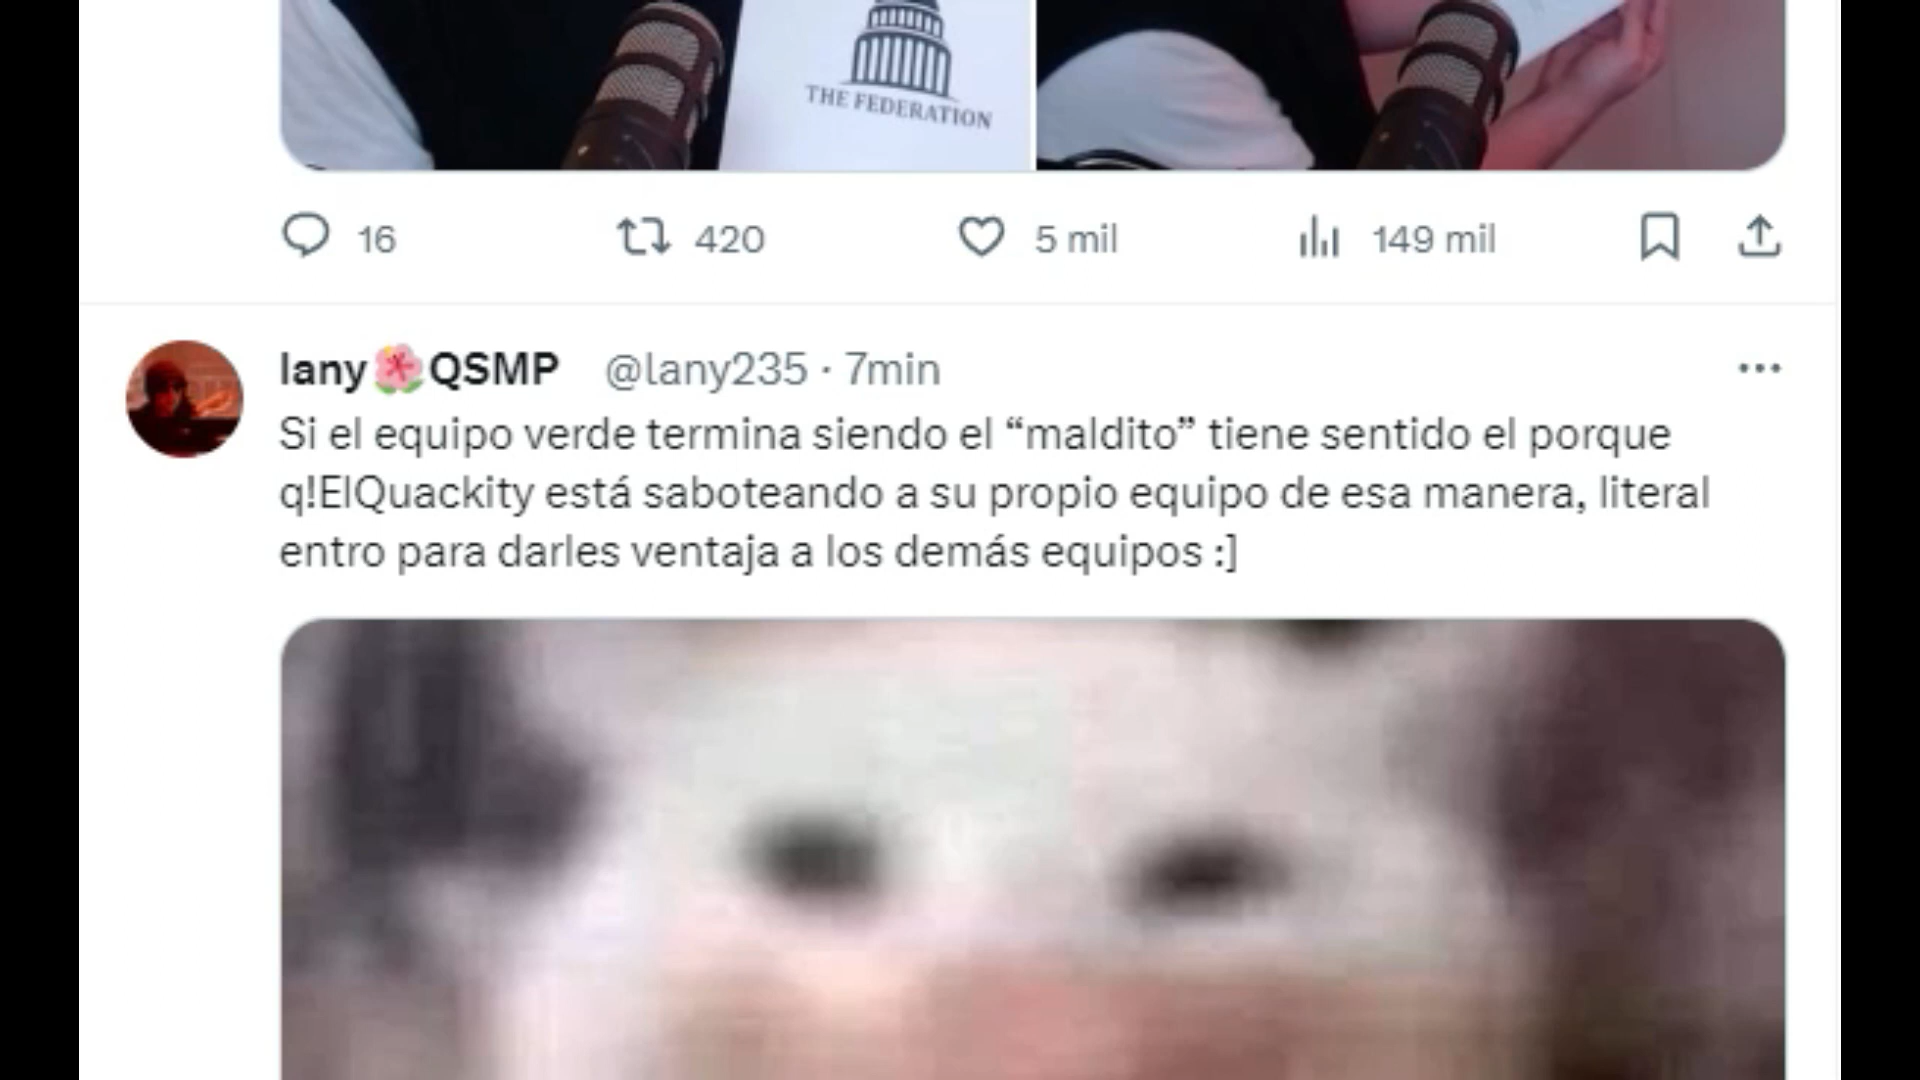 THE FEDERATION
16 420 5 mil 149 mil
lany🌺QSMP @lany235 · 7min
Si el equipo verde termina siendo el “maldito” tiene sentido el porque
q!ElQuackity está saboteando a su propio equipo de esa manera, literal
entro para darles ventaja a los demás equipos :]